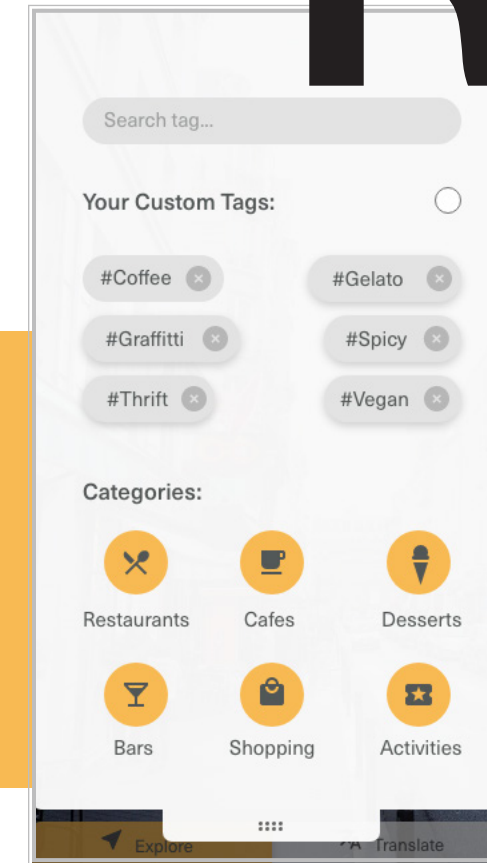 Search tag...
Your Custom Tags:
#Coffee #Gelato
#Graffitti #Spicy
#Thrift #Vegan
Categories:
Restaurants Cafes Desserts
Bars Shopping Activities
Explore Translate